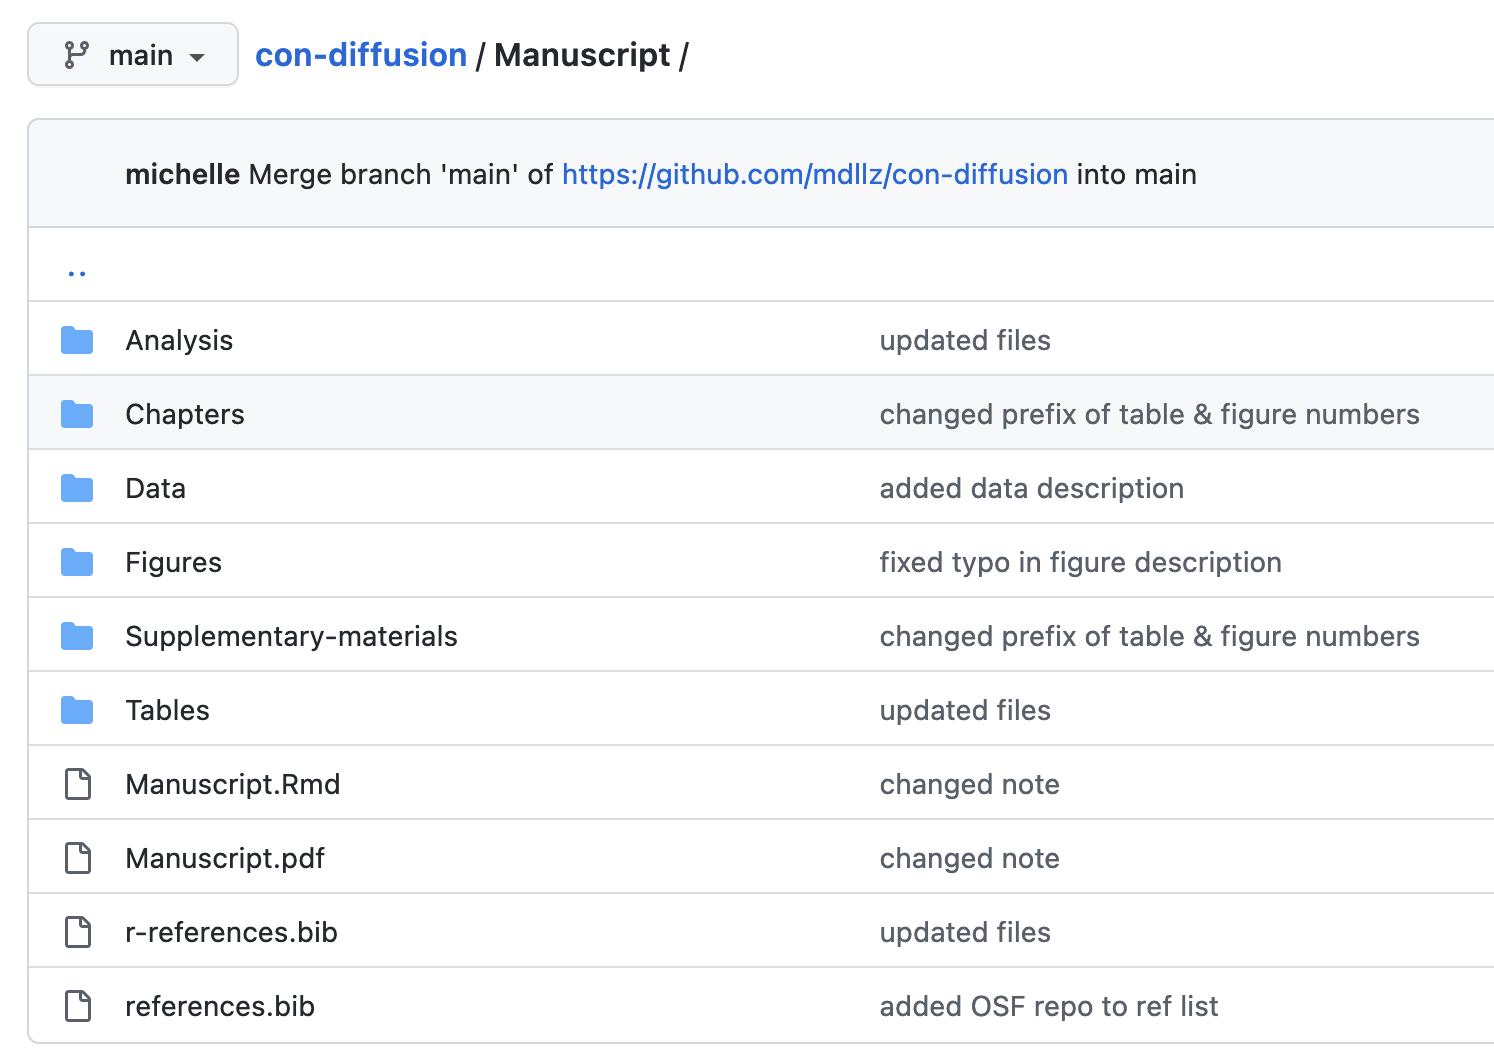 main con-diffusion / Manuscript /
michelle Merge branch 'main' of https://github.com/mdllz/con-diffusion into main
..
Analysis updated files
Chapters changed prefix of table & figure numbers
Data added data description
Figures fixed typo in figure description
Supplementary-materials changed prefix of table & figure numbers
Tables updated files
Manuscript.Rmd changed note
Manuscript.pdf changed note
r-references.bib updated files
references.bib added OSF repo to ref list